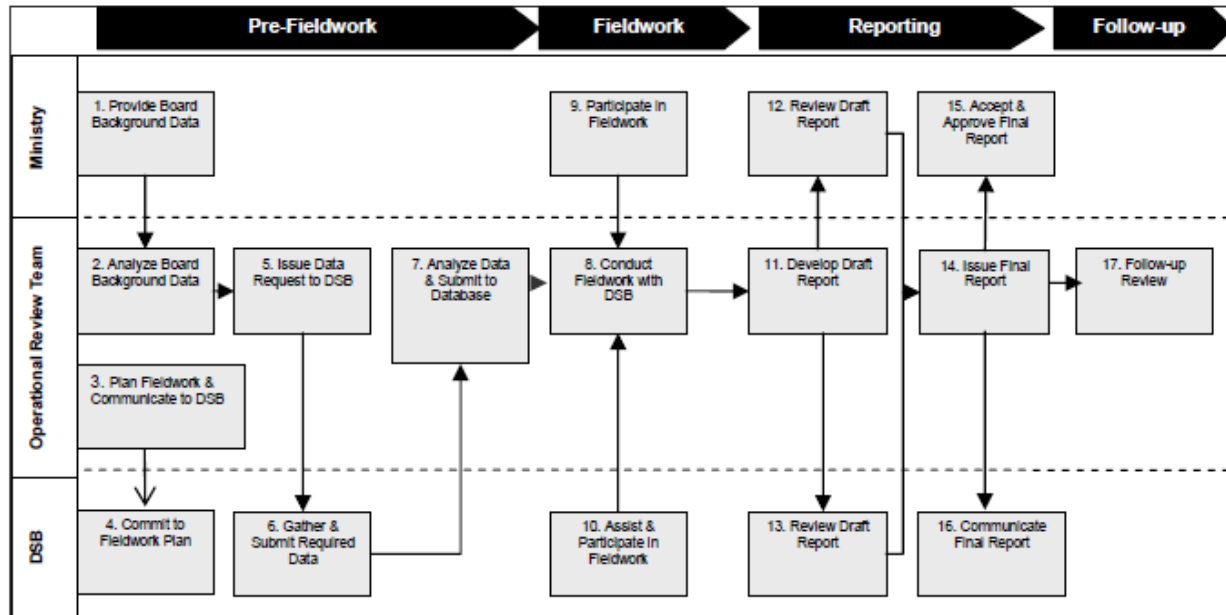 Pre-Fieldwork
Fieldwork
Reporting
Follow-up
Ministry
1. Provide Board
Background Data
9. Participate in
Fieldwork
12. Review Draft
Report
15. Accept &
Approve Final
Report
Operational Review Team
2. Analyze Board
Background Data
5. Issue Data
Request to DSB
7. Analyze Data
& Submit to
Database
8. Conduct
Fieldwork with
DSB
11. Develop Draft
Report
14. Issue Final
Report
17. Follow-up
Review
3. Plan Fieldwork &
Communicate to DSB
DSB
4. Commit to
Fieldwork Plan
6. Gather &
Submit Required
Data
10. Assist &
Participate in
Fieldwork
13. Review Draft
Report
16. Communicate
Final Report